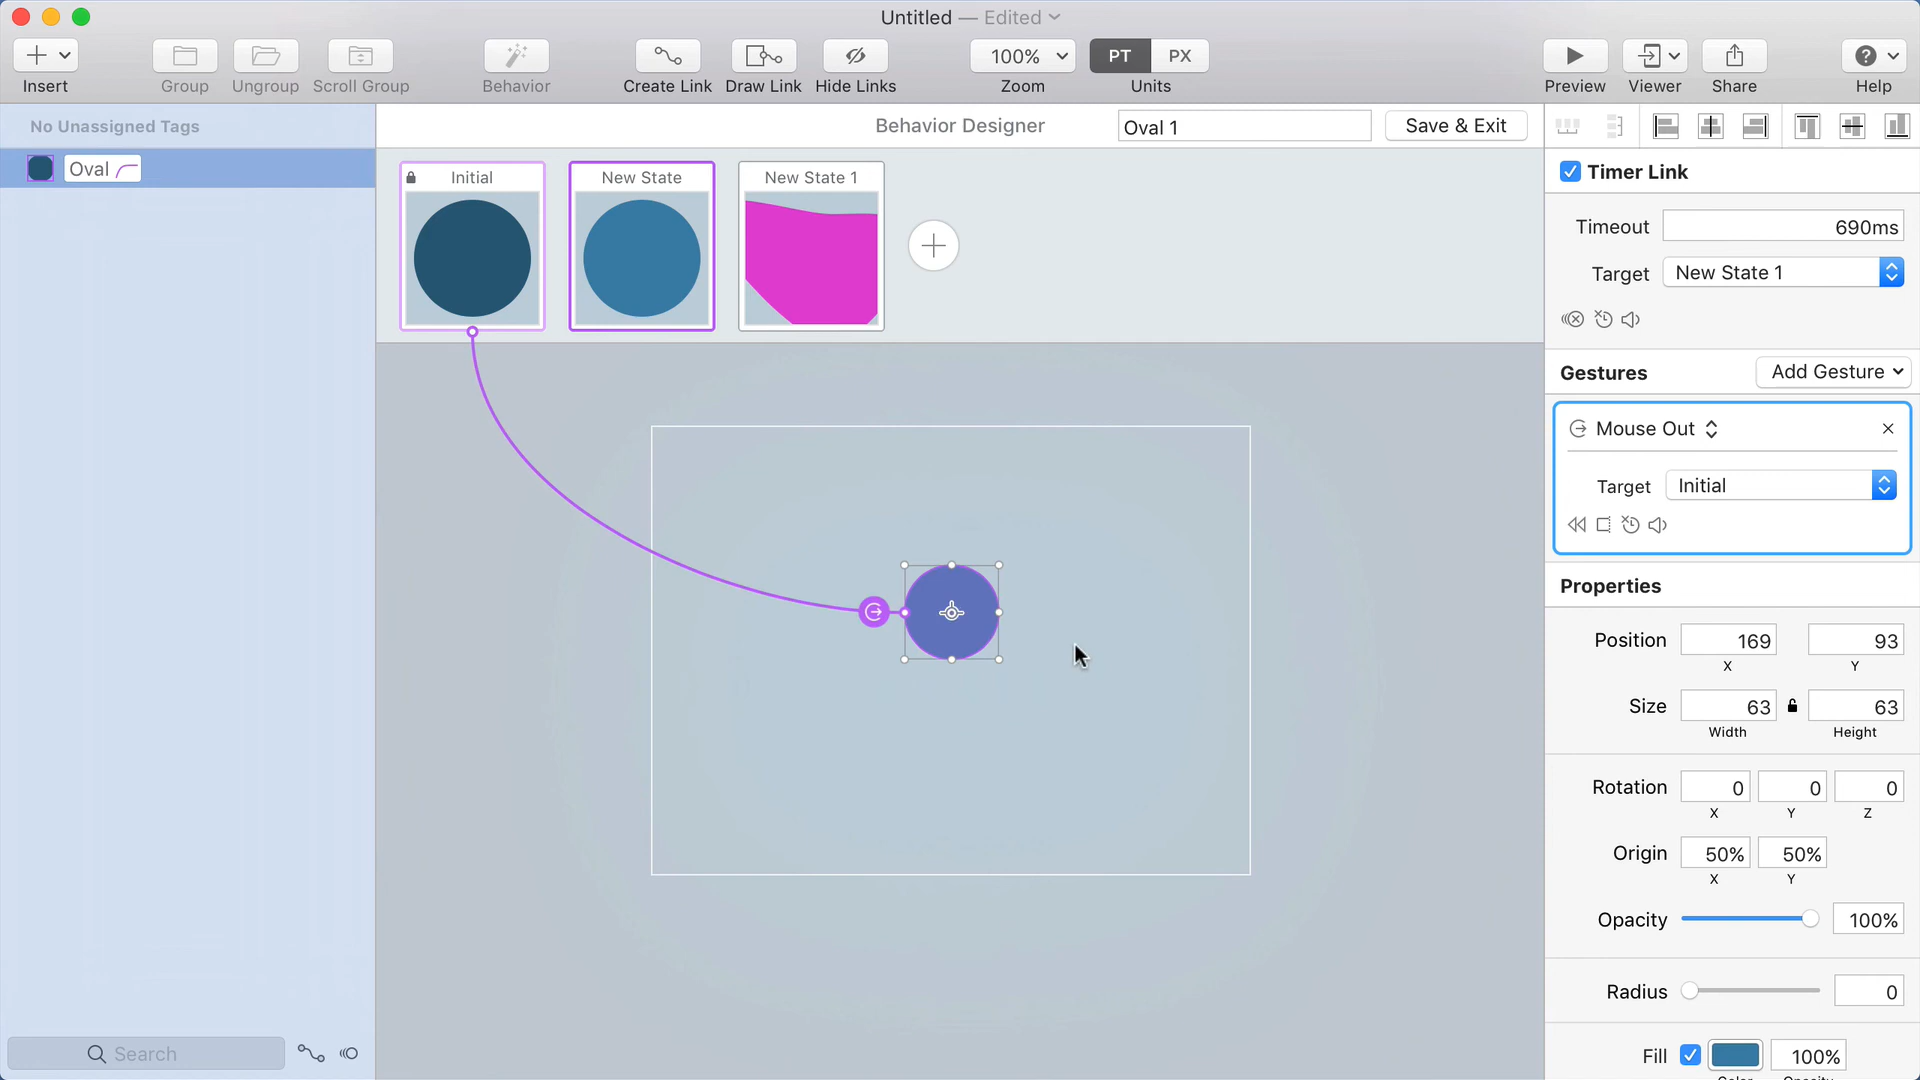 Untitled — Edited
Insert
Group
Ungroup
Scroll Group
Behavior
Create Link
Draw Link
Hide Links
100%
Zoom
PT
PX
Units
Preview
Viewer
Share
Help
No Unassigned Tags
Behavior Designer
Oval 1
Save & Exit
Oval
Initial
New State
New State 1
Timer Link
Timeout
690ms
Target
New State 1
Gestures
Add Gesture
Mouse Out
Target
Initial
Properties
Position
169
93
X
Y
Size
63
63
Width
Height
Rotation
0
0
0
X
Y
Z
Origin
50%
50%
X
Y
Opacity
100%
Radius
0
Fill
100%
Color
Opacity
Search